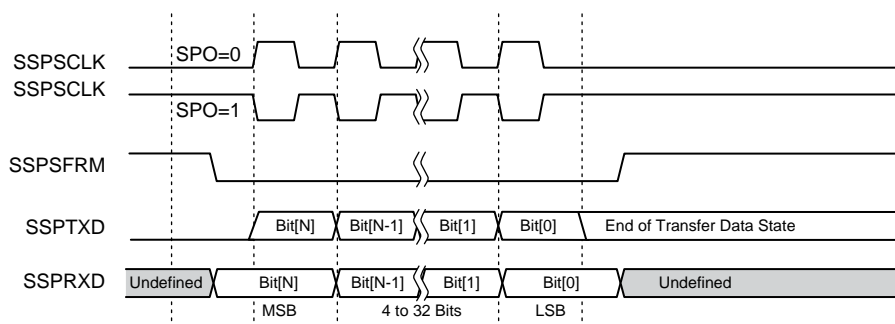 SPO=0
SSPSCLK
SSPSCLK
SPO=1
SSPSFRM
SSPTXD Bit[N] Bit[N-1] Bit[1] Bit[0] End of Transfer Data State
SSPRXD Undefined Bit[N] Bit[N-1] Bit[1] Bit[0] Undefined
MSB 4 to 32 Bits LSB